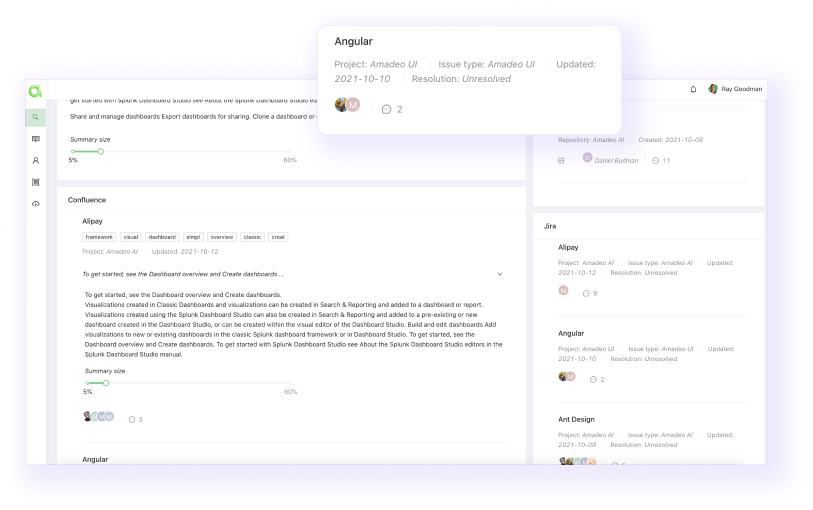 Angular
Project: Amadeo UI Issue type: Amadeo UI Updated:
2021-10-10 Resolution: Unresolved
M 2
Ray Goodman
get started with Splunk Dashboard Studio see About the Splunk Dashboard Studio ed
Share and manage dashboards Export dashboards for sharing. Clone a dashboard or
Summary size
5% 60%
Repository: Amadeo UI Created: 2021-10-09
D Daniel Budman 11
Confluence
Alipay
framework visual dashboard simpl overview classic creat
Project: Amadeo AI Updated: 2021-10-12
To get started, see the Dashboard overview and Create dashboards....
To get started, see the Dashboard overview and Create dashboards.
Visualizations created in Classic Dashboards and visualizations can be created in Search & Reporting and added to a dashboard or report.
Visualizations created using the Splunk Dashboard Studio can also be created in Search & Reporting and added to a pre-existing or new
dashboard created in the Dashboard Studio, or can be created within the visual editor of the Dashboard Studio. Build and edit dashboards Add
visualizations to new or existing dashboards in the classic Splunk dashboard framework or in Dashboard Studio. To get started, see the
Dashboard overview and Create dashboards. To get started with Splunk Dashboard Studio see About the Splunk Dashboard Studio editors in the
Splunk Dashboard Studio manual.
Summary size
5% 60%
M M 3
Angular
Jira
Alipay
Project: Amadeo AI Issue type: Amadeo AI Updated:
2021-10-12 Resolution: Unresolved
M 9
Angular
Project: Amadeo AI Issue type: Amadeo AI Updated:
2021-10-10 Resolution: Unresolved
M 2
Ant Design
Project: Amadeo AI Issue type: Amadeo AI Updated:
2021-10-09 Resolution: Unresolved